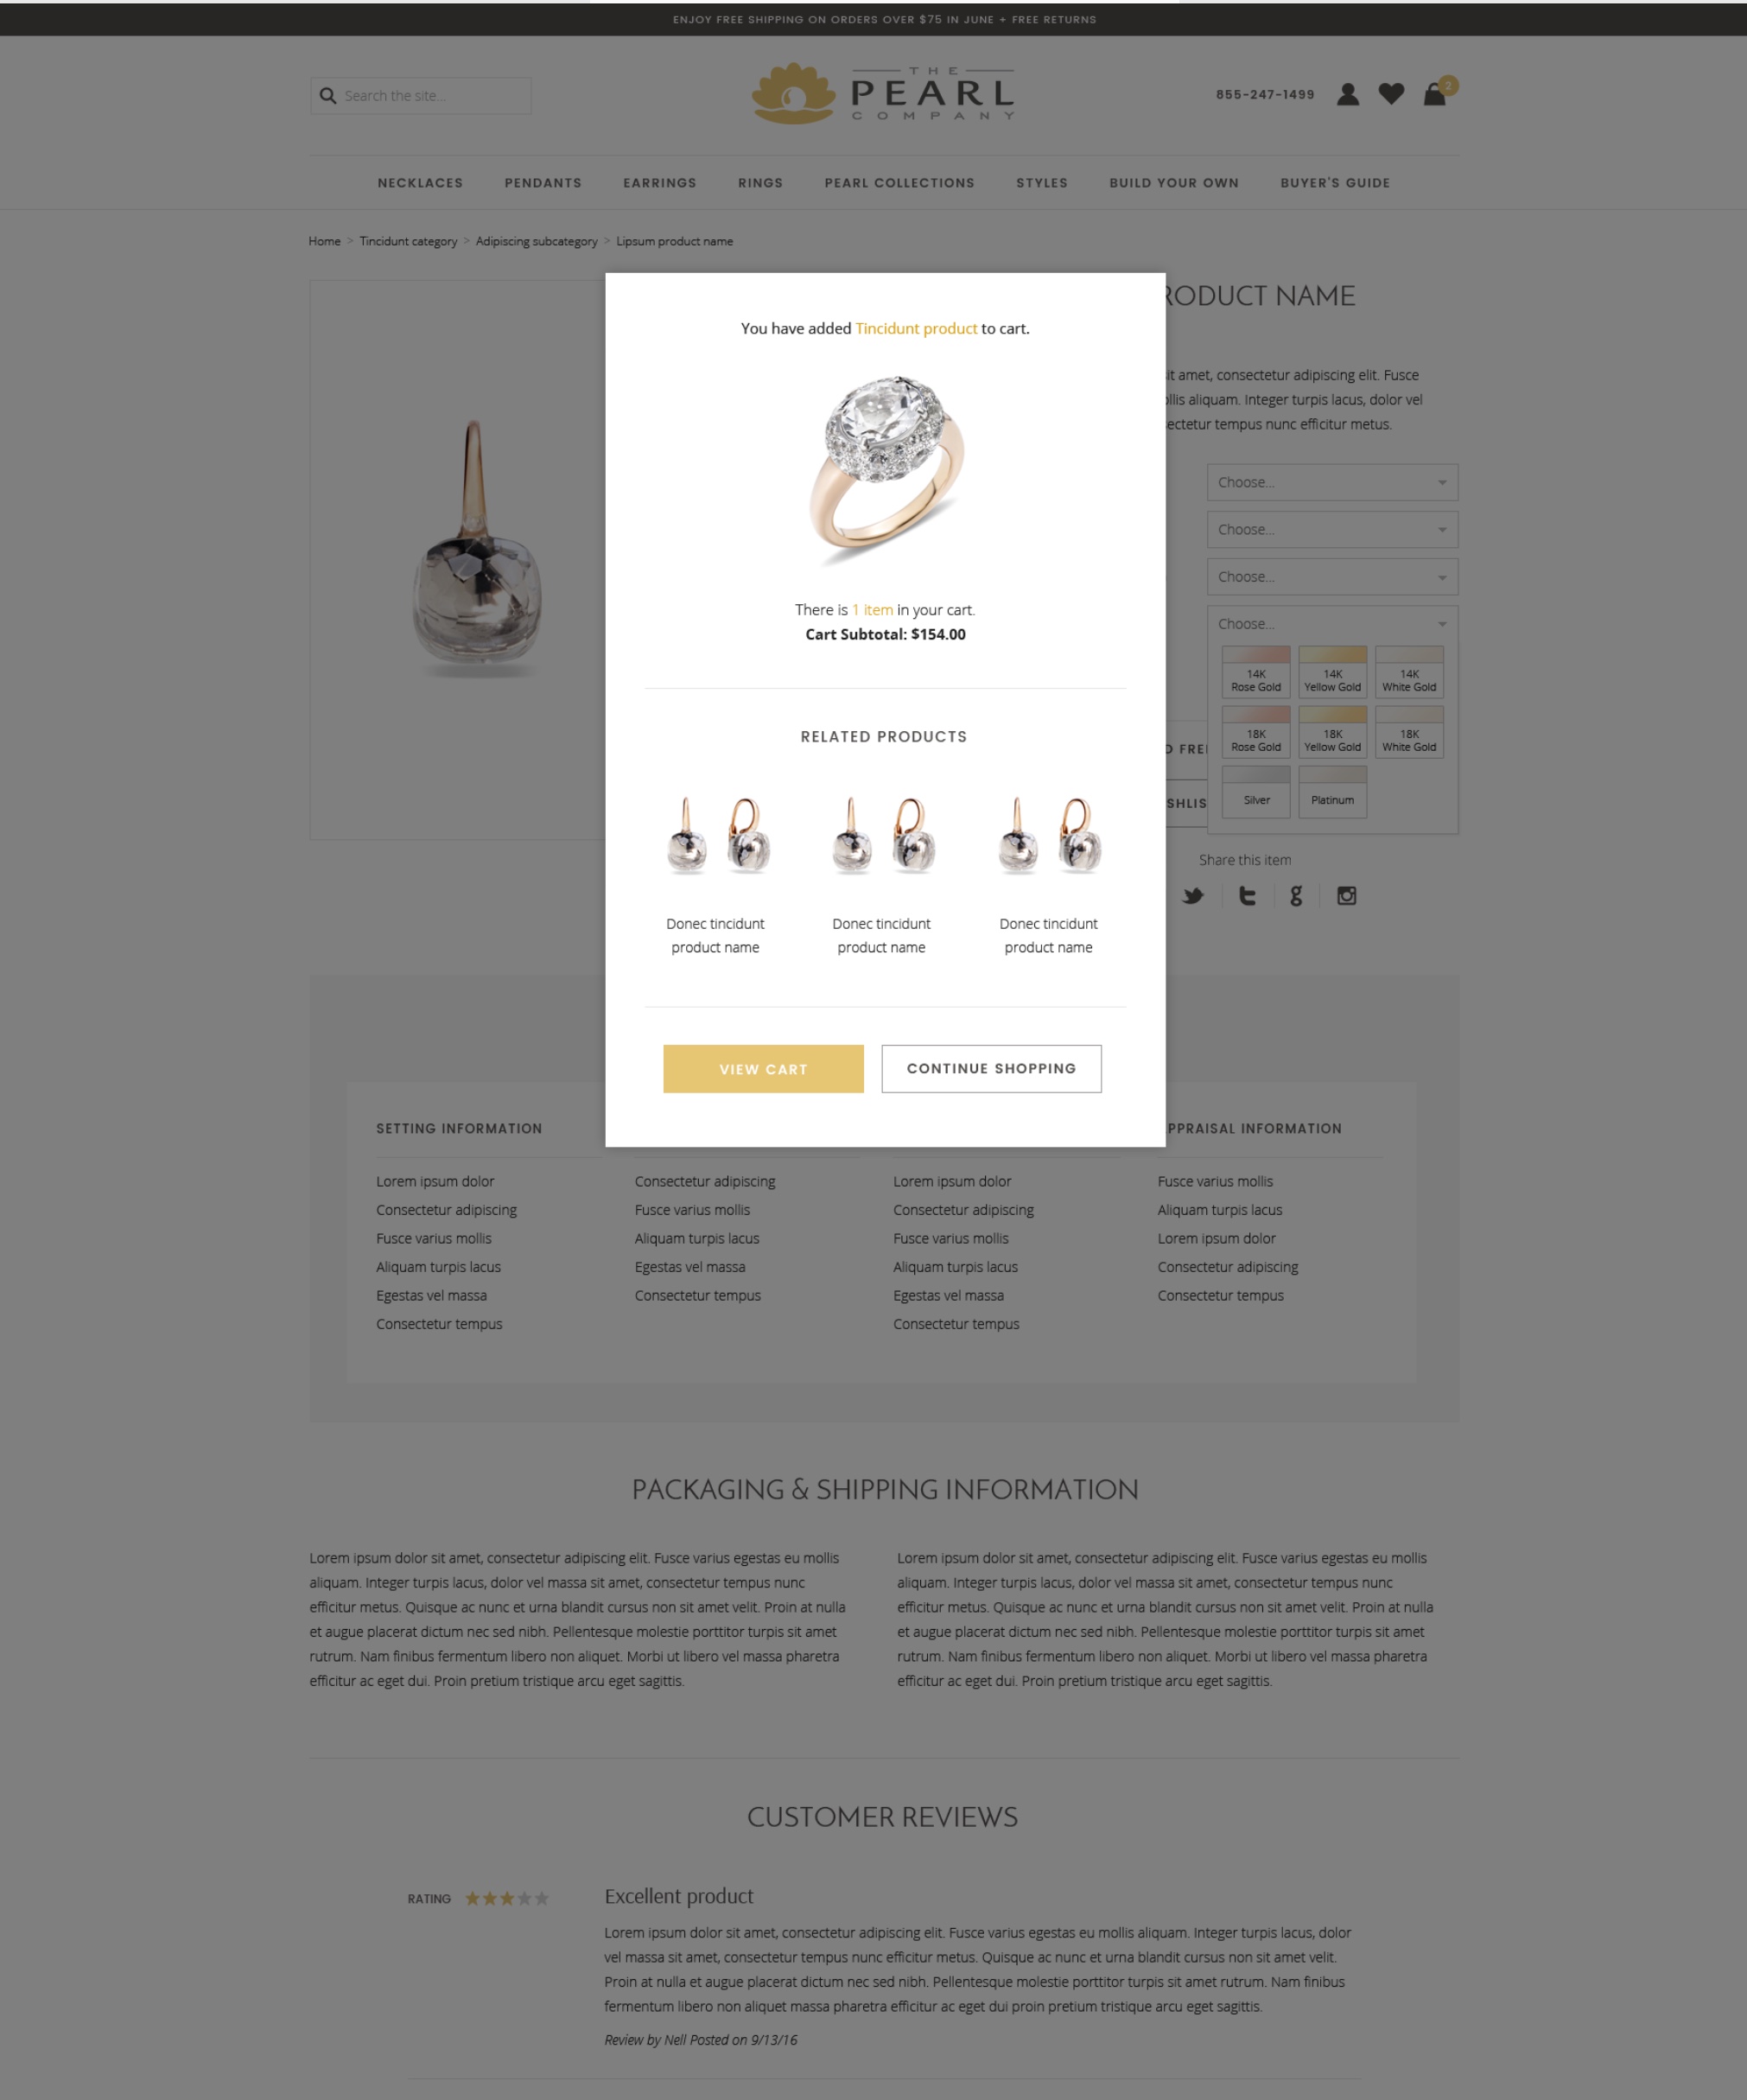 ENJOY FREE SHIPPING ON ORDERS OVER $75 IN JUNE + FREE RETURNS
Search the site...
THE
PEARL
COMPANY
855-247-1499
2
NECKLACES PENDANTS EARRINGS RINGS PEARL COLLECTIONS STYLES BUILD YOUR OWN BUYER'S GUIDE
Home > Tincidunt category > Adipiscing subcategory > Lipsum product name
You have added Tincidunt product to cart.
There is 1 item in your cart.
Cart Subtotal: $154.00
RELATED PRODUCTS
Donec tincidunt
product name
Donec tincidunt
product name
Donec tincidunt
product name
VIEW CART
CONTINUE SHOPPING
NAME
amet, consectetur adipiscing elit. Fusce
aliquam. Integer turpis lacus, dolor vel
tempus nunc efficitur metus.
Choose...
Choose...
Choose...
Choose...
14K
Rose Gold
14K
Yellow Gold
14K
White Gold
18K
Rose Gold
18K
Yellow Gold
18K
White Gold
Silver
Platinum
Share this item
SETTING INFORMATION
Lorem ipsum dolor
Consectetur adipiscing
Fusce varius mollis
Aliquam turpis lacus
Egestas vel massa
Consectetur tempus
Consectetur adipiscing
Fusce varius mollis
Aliquam turpis lacus
Egestas vel massa
Consectetur tempus
Lorem ipsum dolor
Consectetur adipiscing
Fusce varius mollis
Aliquam turpis lacus
Egestas vel massa
Consectetur tempus
PPRAISAL INFORMATION
Fusce varius mollis
Aliquam turpis lacus
Lorem ipsum dolor
Consectetur adipiscing
Consectetur tempus
PACKAGING & SHIPPING INFORMATION
Lorem ipsum dolor sit amet, consectetur adipiscing elit. Fusce varius egestas eu mollis
aliquam. Integer turpis lacus, dolor vel massa sit amet, consectetur tempus nunc
efficitur metus. Quisque ac nunc et urna blandit cursus non sit amet velit. Proin at nulla
et augue placerat dictum nec sed nibh. Pellentesque molestie porttitor turpis sit amet
rutrum. Nam finibus fermentum libero non aliquet. Morbi ut libero vel massa pharetra
efficitur ac eget dui. Proin pretium tristique arcu eget sagittis.
Lorem ipsum dolor sit amet, consectetur adipiscing elit. Fusce varius egestas eu mollis
aliquam. Integer turpis lacus, dolor vel massa sit amet, consectetur tempus nunc
efficitur metus. Quisque ac nunc et urna blandit cursus non sit amet velit. Proin at nulla
et augue placerat dictum nec sed nibh. Pellentesque molestie porttitor turpis sit amet
rutrum. Nam finibus fermentum libero non aliquet. Morbi ut libero vel massa pharetra
efficitur ac eget dui. Proin pretium tristique arcu eget sagittis.
CUSTOMER REVIEWS
RATING
Excellent product
Lorem ipsum dolor sit amet, consectetur adipiscing elit. Fusce varius egestas eu mollis aliquam. Integer turpis lacus, dolor
vel massa sit amet, consectetur tempus nunc efficitur metus. Quisque ac nunc et urna blandit cursus non sit amet velit.
Proin at nulla et augue placerat dictum nec sed nibh. Pellentesque molestie porttitor turpis sit amet rutrum. Nam finibus
fermentum libero non aliquet massa pharetra efficitur ac eget dui proin pretium tristique arcu eget sagittis.
Review by Nell Posted on 9/13/16